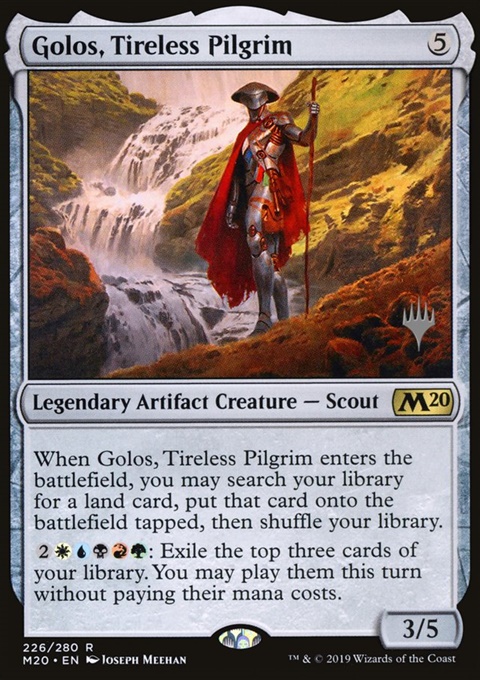 Golos, Tireless Pilgrim 5
Legendary Artifact Creature — Scout M20
When Golos, Tireless Pilgrim enters the
battlefield, you may search your library
for a land card, put that card onto the
battlefield tapped, then shuffle your library.
2: Exile the top three cards of
your library. You may play them this turn
without paying their mana costs.
3/5
226/280 R
M20 • EN Joseph Meehan
™ & © 2019 Wizards of the Coast